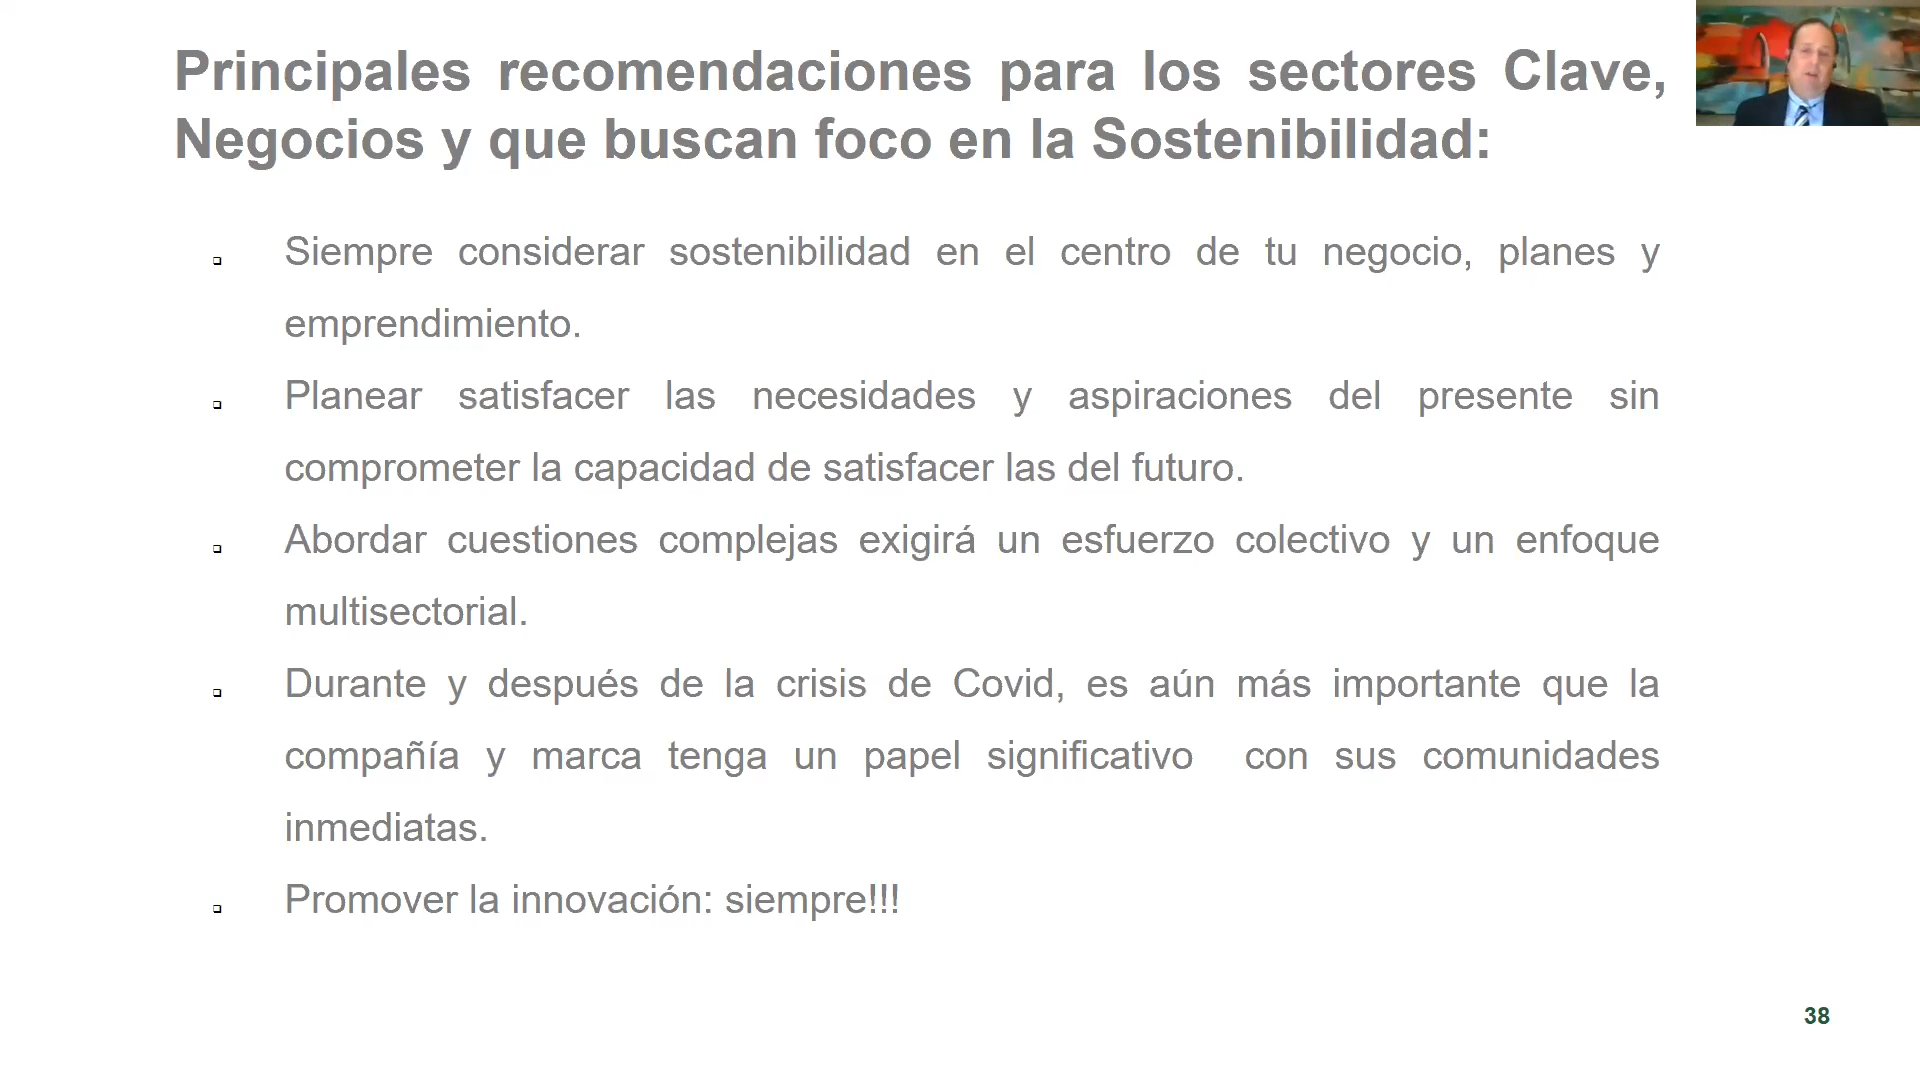 Principales recomendaciones para los sectores Clave,
Negocios y que buscan foco en la Sostenibilidad:
Siempre considerar sostenibilidad en el centro de tu negocio, planes y
emprendimiento.
Planear satisfacer las necesidades y aspiraciones del presente sin
comprometer la capacidad de satisfacer las del futuro.
Abordar cuestiones complejas exigirá un esfuerzo colectivo y un enfoque
multisectorial.
Durante y después de la crisis de Covid, es aún más importante que la
compañía y marca tenga un papel significativo con sus comunidades
inmediatas.
Promover la innovación: siempre!!!
38